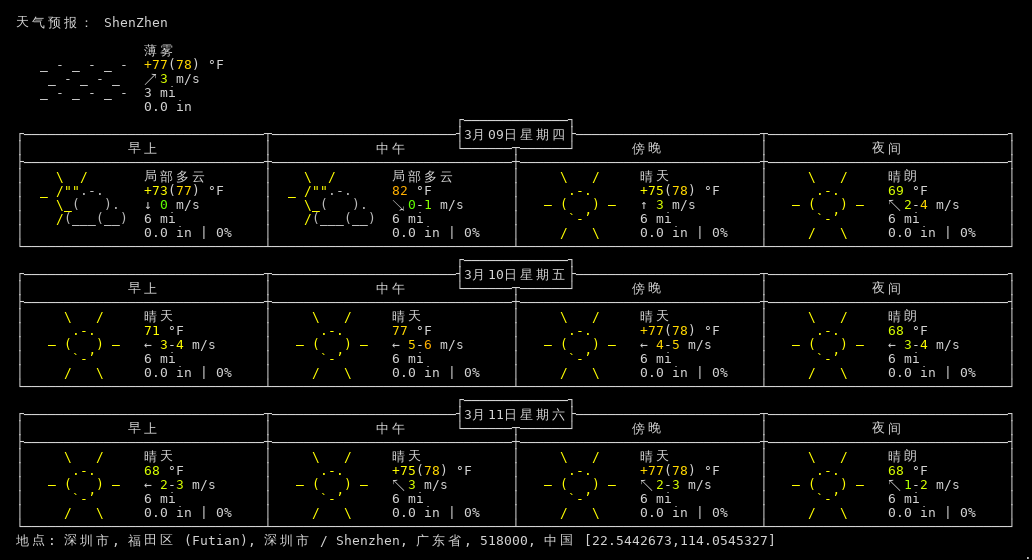 天气预报： ShenZhen
薄雾
+77(78) °F
↗ 3 m/s
3 mi
0.0 in
3月09日星期四
早上 中午 傍晚 夜间
局部多云 局部多云 晴天 晴朗
+73(77) °F 82 °F +75(78) °F 69 °F
↓ 0 m/s ↘ 0-1 m/s ↑ 3 m/s ↖ 2-4 m/s
6 mi 6 mi 6 mi 6 mi
0.0 in | 0% 0.0 in | 0% 0.0 in | 0% 0.0 in | 0%
3月10日星期五
早上 中午 傍晚 夜间
晴天 晴天 晴天 晴朗
71 °F 77 °F +77(78) °F 68 °F
← 3-4 m/s ← 5-6 m/s ← 4-5 m/s ← 3-4 m/s
6 mi 6 mi 6 mi 6 mi
0.0 in | 0% 0.0 in | 0% 0.0 in | 0% 0.0 in | 0%
3月11日星期六
早上 中午 傍晚 夜间
晴天 晴天 晴天 晴朗
68 °F +75(78) °F +77(78) °F 68 °F
← 2-3 m/s ↖ 3 m/s ↖ 2-3 m/s ↖ 1-2 m/s
6 mi 6 mi 6 mi 6 mi
0.0 in | 0% 0.0 in | 0% 0.0 in | 0% 0.0 in | 0%
地点: 深圳市, 福田区 (Futian), 深圳市 / Shenzhen, 广东省, 518000, 中国 [22.5442673,114.0545327]